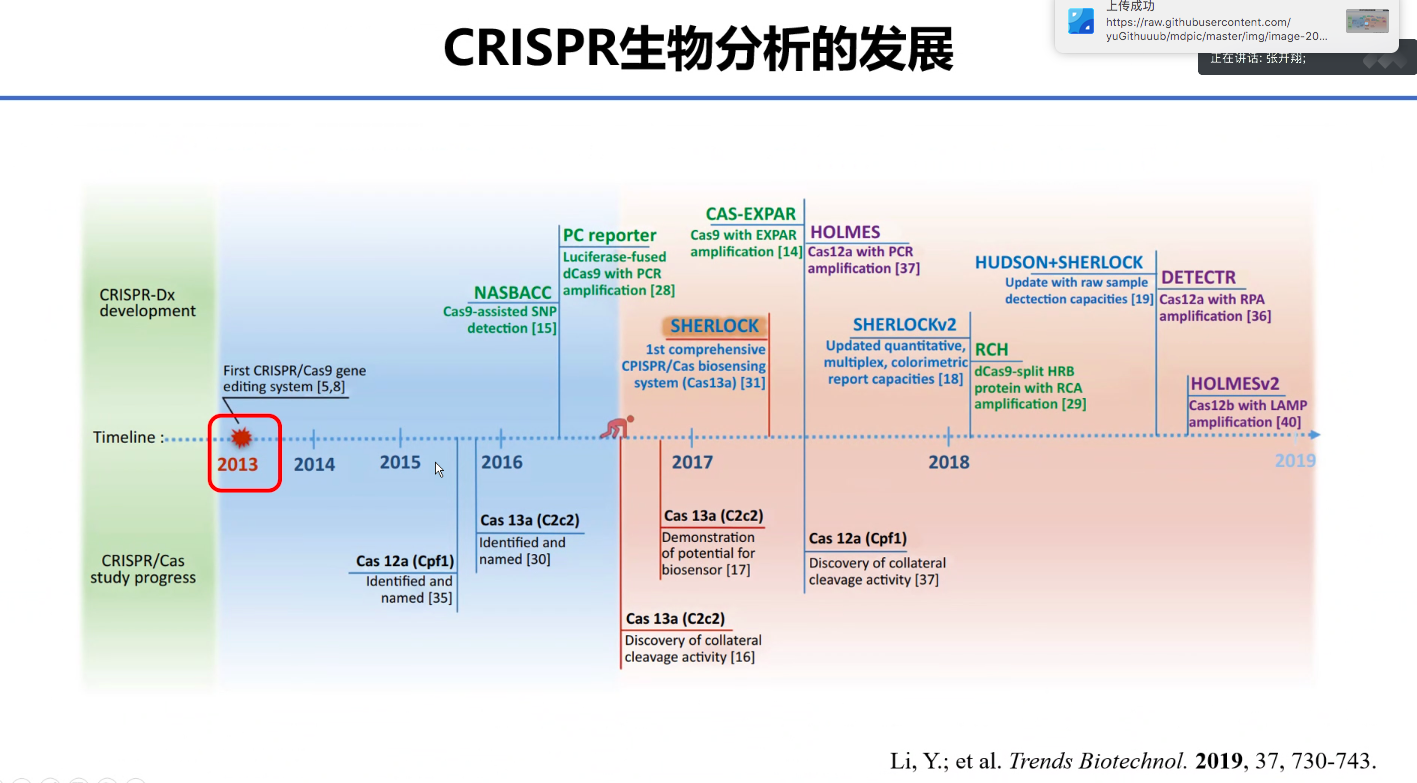 CRISPR生物分析的发展
上传成功
https://raw.githubusercontent.com/
yuGithuuub/mdpic/master/img/image-20...
正在讲话: 张开翔;
CRISPR-Dx
development
First CRISPR/Cas9 gene
editing system [5,8]
NASBACC
Cas9-assisted SNP
detection [15]
PC reporter
Luciferase-fused
dCas9 with PCR
amplification [28]
CAS-EXPAR
Cas9 with EXPAR
amplification [14]
HOLMES
Cas12a with PCR
amplification [37]
SHERLOCK
1st comprehensive
CPISPR/Cas biosensing
system (Cas13a) [31]
SHERLOCKv2
Updated quantitative,
multiplex, colorimetric
report capacities [18]
RCH
dCas9-split HRB
protein with RCA
amplification [29]
HUDSON+SHERLOCK
Update with raw sample
dectection capacities [19]
DETECTR
Cas12a with RPA
amplification [36]
HOLMESv2
Cas12b with LAMP
amplification [40]
Timeline :
2013
2014
2015
2016
2017
2018
2019
CRISPR/Cas
study progress
Cas 12a (Cpf1)
Identified and
named [35]
Cas 13a (C2c2)
Identified and
named [30]
Cas 13a (C2c2)
Discovery of collateral
cleavage activity [16]
Cas 13a (C2c2)
Demonstration
of potential for
biosensor [17]
Cas 12a (Cpf1)
Discovery of collateral
cleavage activity [37]
Li, Y.; et al. Trends Biotechnol. 2019, 37, 730-743.